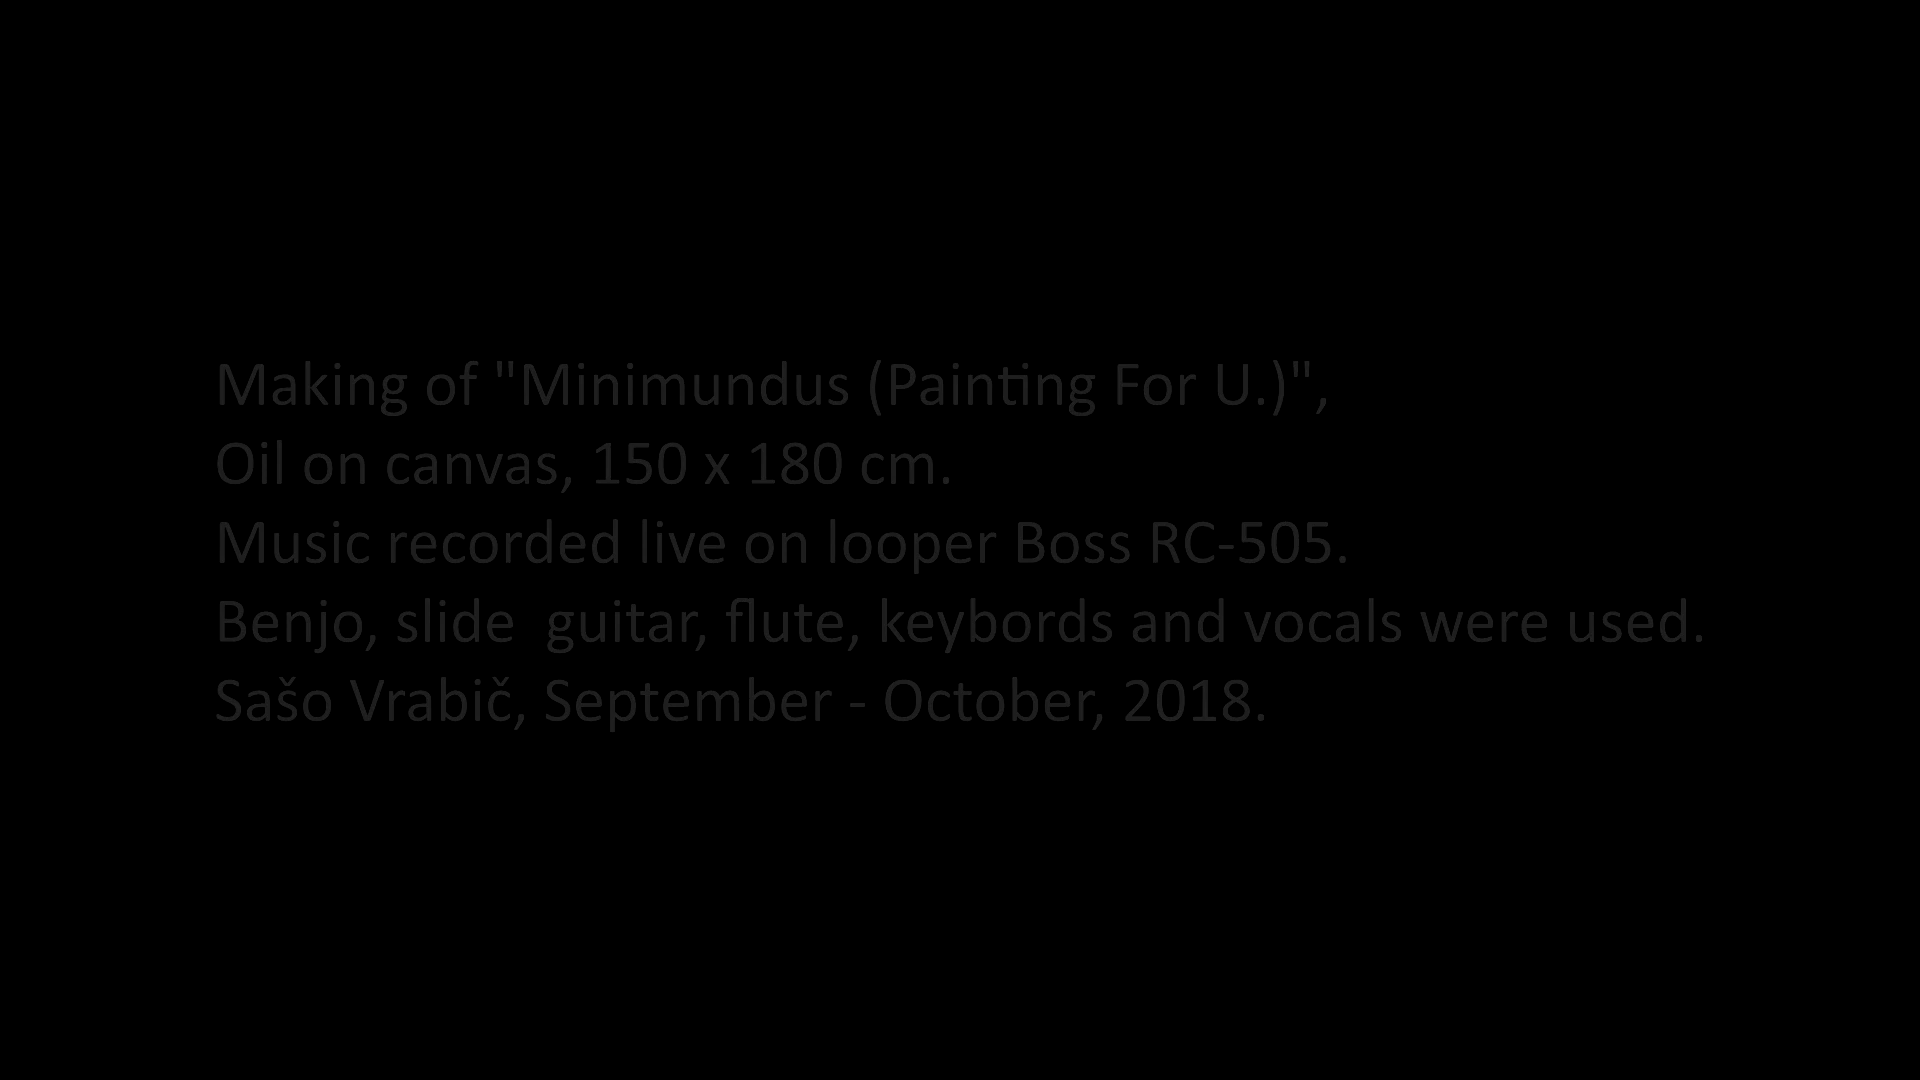 Making of "Minimundus (Painting For U.)",
Oil on canvas, 150 x 180 cm.
Music recorded live on looper Boss RC-505.
Benjo, slide  guitar, flute, keybords and vocals were used.
Sašo Vrabič, September - October, 2018.